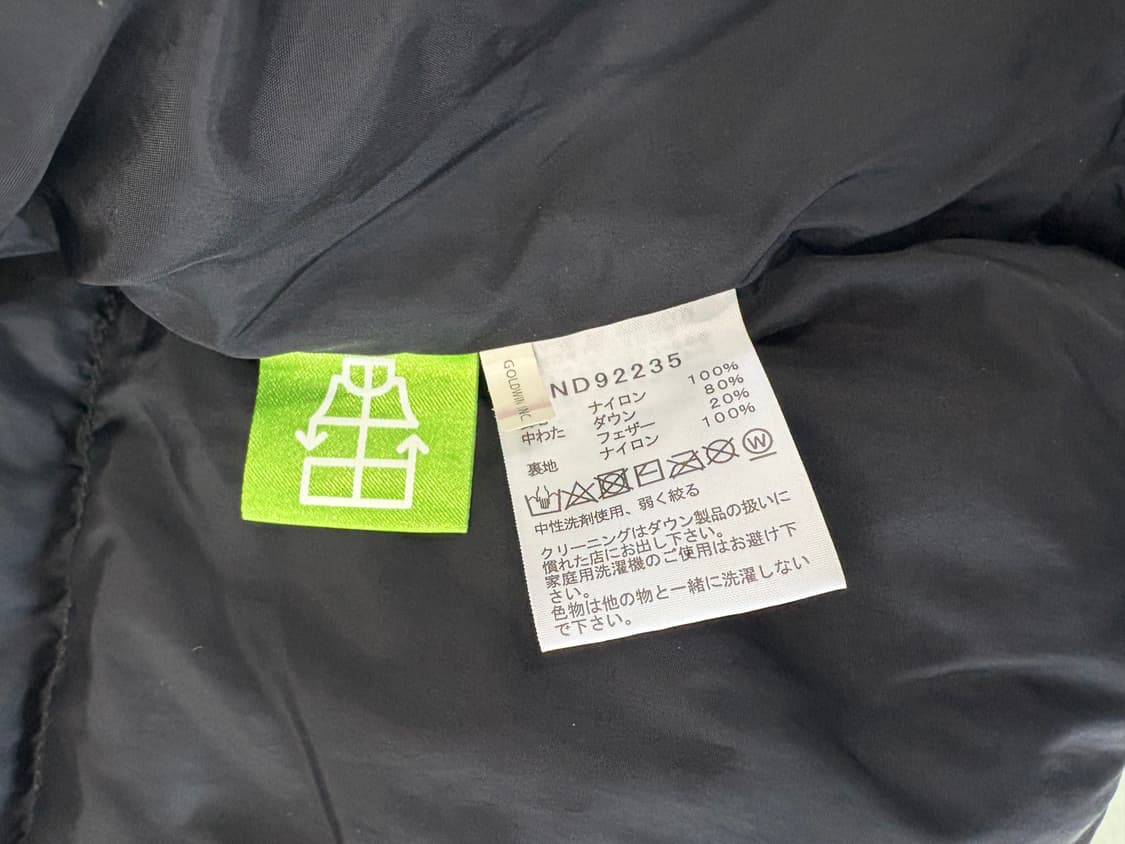 GOLDWIN INC.
ND92235
ナイロン 100%
中わた ダウン 80%
フェザー 20%
裏地 ナイロン 100%
W
中性洗剤使用、弱く絞る
クリーニングはダウン製品の扱いに
慣れた店にお出し下さい。
家庭用洗濯機のご使用はお避け下
さい。
色物は他の物と一緒に洗濯しない
で下さい。